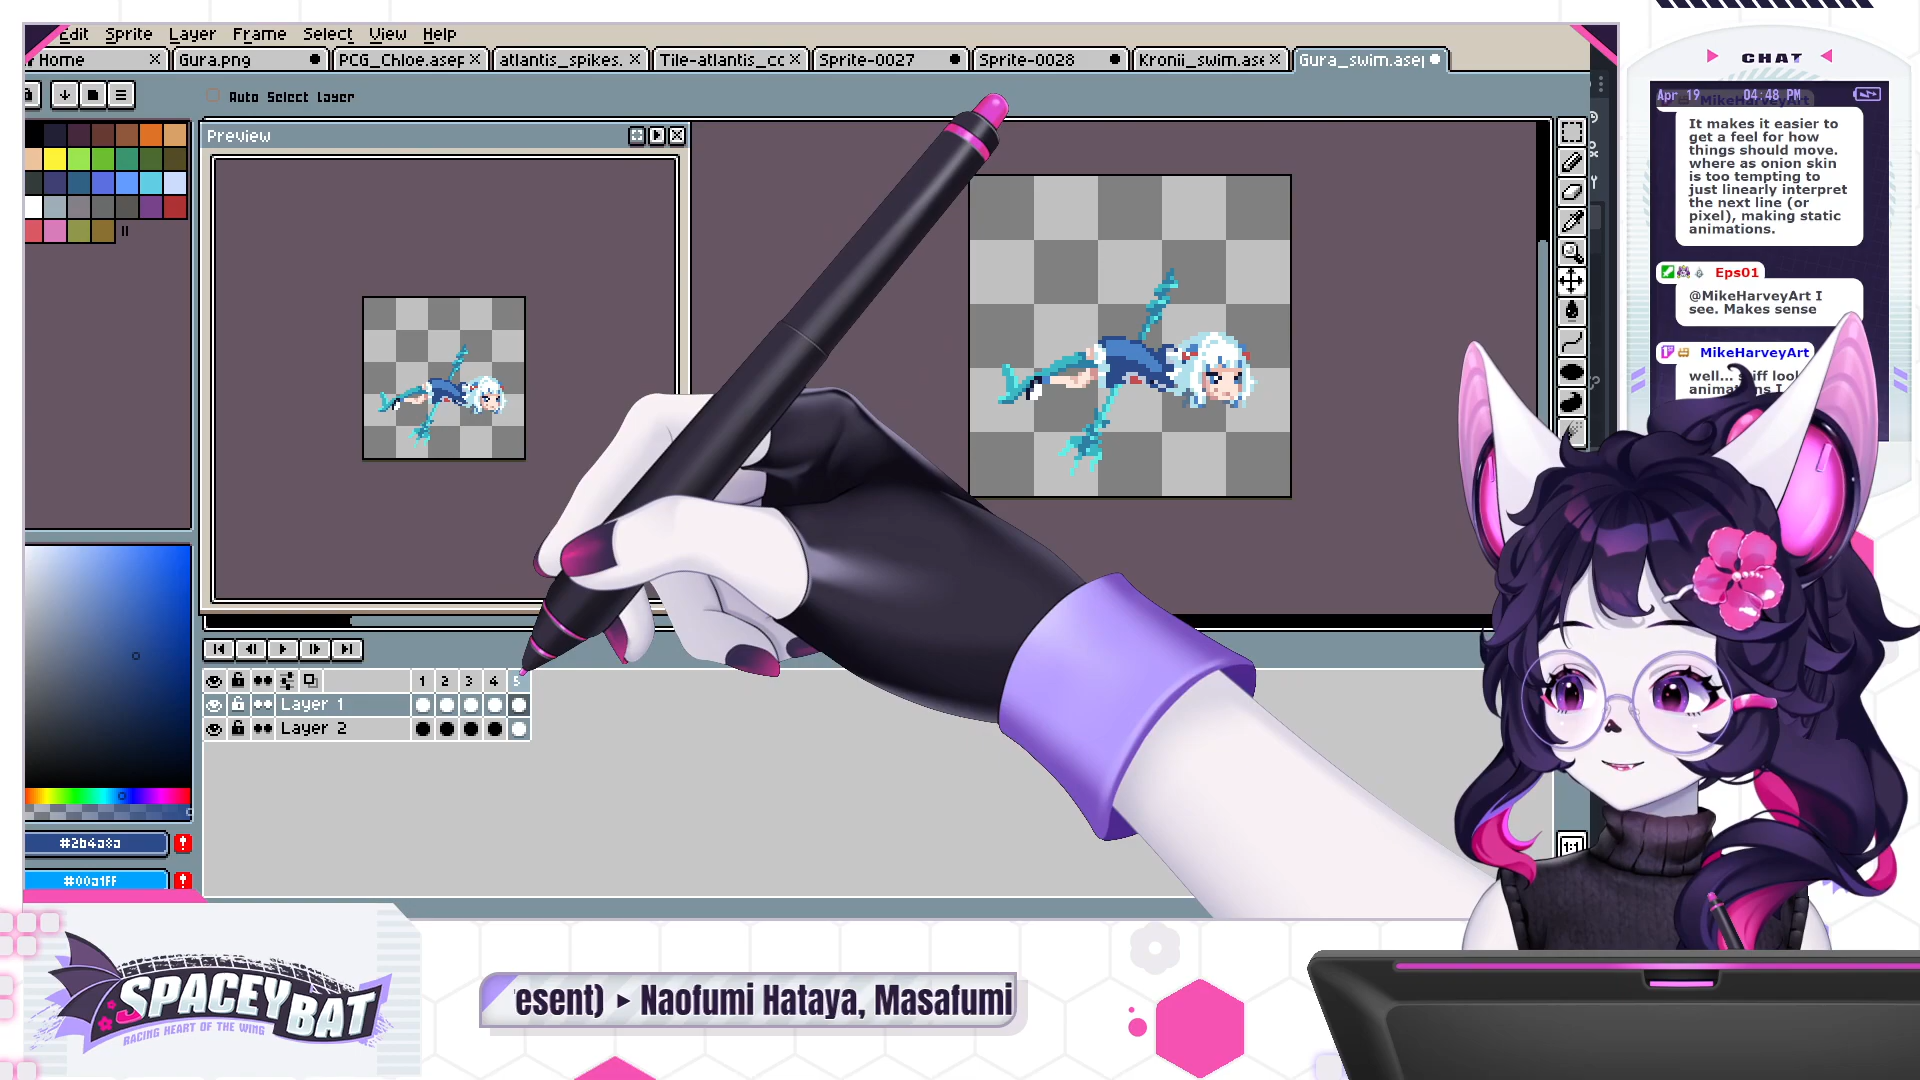 Edit Sprite Layer Frame Select View Help
Home Gura.png PCG_Chloe.asep atlantis_spikes. Tile-atlantis_cc Sprite-0027 Sprite-0028 Kronii_swim.ase Gura_swim.asep
Auto Select Layer
Preview
1 2 3 4 5
Layer 1
Layer 2
#2b4a8a
#00a1ff
1:1
CHAT
Apr 19 04:48 PM
MikeHarveyArt
It makes it easier to
get a feel for how
things should move.
where as onion skin
is too tempting to
just linearly interpret
the next line (or
pixel), making static
animations.
Eps01
@MikeHarveyArt I
see. Makes sense
MikeHarveyArt
SPACEYBAT
RACING HEART OF THE WING
esent) ▸ Naofumi Hataya, Masafumi